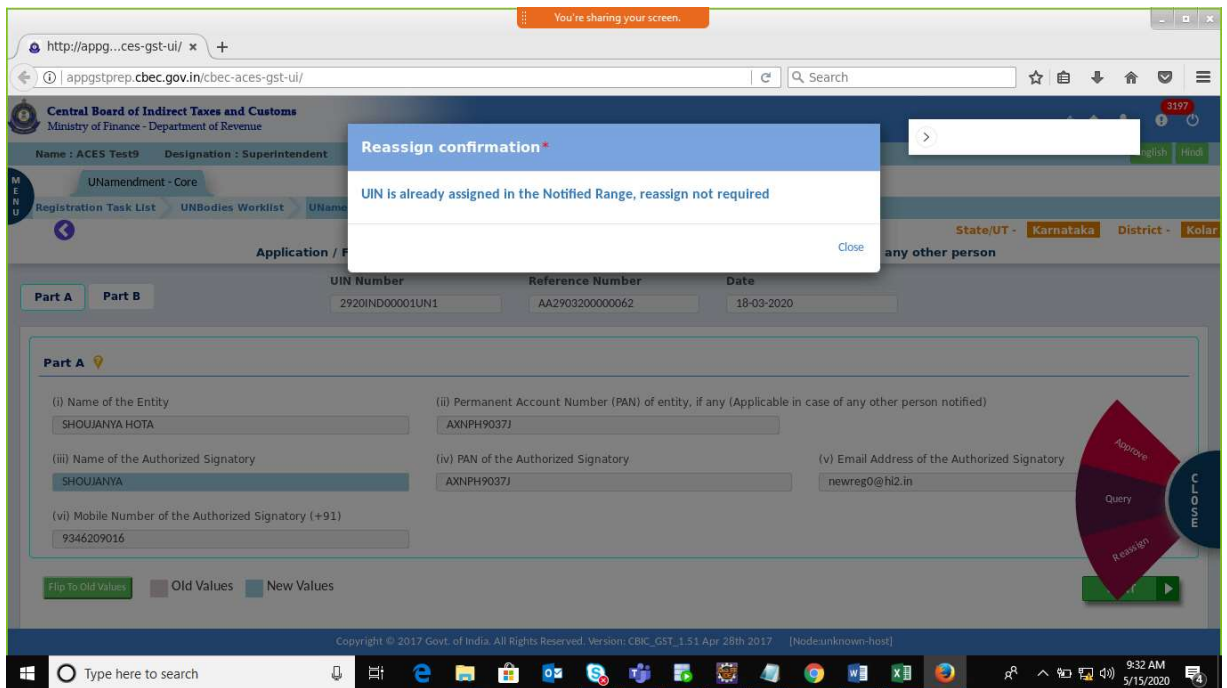 You're sharing your screen.
http://appg...ces-gst-ui/ × +
appgstprep.cbec.gov.in/cbec-aces-gst-ui/ Search
Central Board of Indirect Taxes and Customs
Ministry of Finance - Department of Revenue
3197
Name : ACES Test9 Designation : Superintendent
English Hindi
Reassign confirmation*
UIN is already assigned in the Notified Range, reassign not required
Close
MENU
UNamendment - Core
Registration Task List UNBodies Worklist UName
State/UT - Karnataka District - Kolar
Application / F any other person
Part A Part B
UIN Number Reference Number Date
2920IND00001UN1 AA2903200000062 18-03-2020
Part A
(i) Name of the Entity (ii) Permanent Account Number (PAN) of entity, if any (Applicable in case of any other person notified)
SHOUJANYA HOTA AXNPH9037J
(iii) Name of the Authorized Signatory (iv) PAN of the Authorized Signatory (v) Email Address of the Authorized Signatory
SHOUJANYA AXNPH9037J newreg0@hi2.in
(vi) Mobile Number of the Authorized Signatory (+91)
9346209016
Approve
Query
Reassign
CLOSE
Flip To Old Values Old Values New Values
Copyright © 2017 Govt. of India. All Rights Reserved. Version: CBIC_GST_1.51 Apr 28th 2017 [Node:unknown-host]
Type here to search
9:32 AM
5/15/2020
4